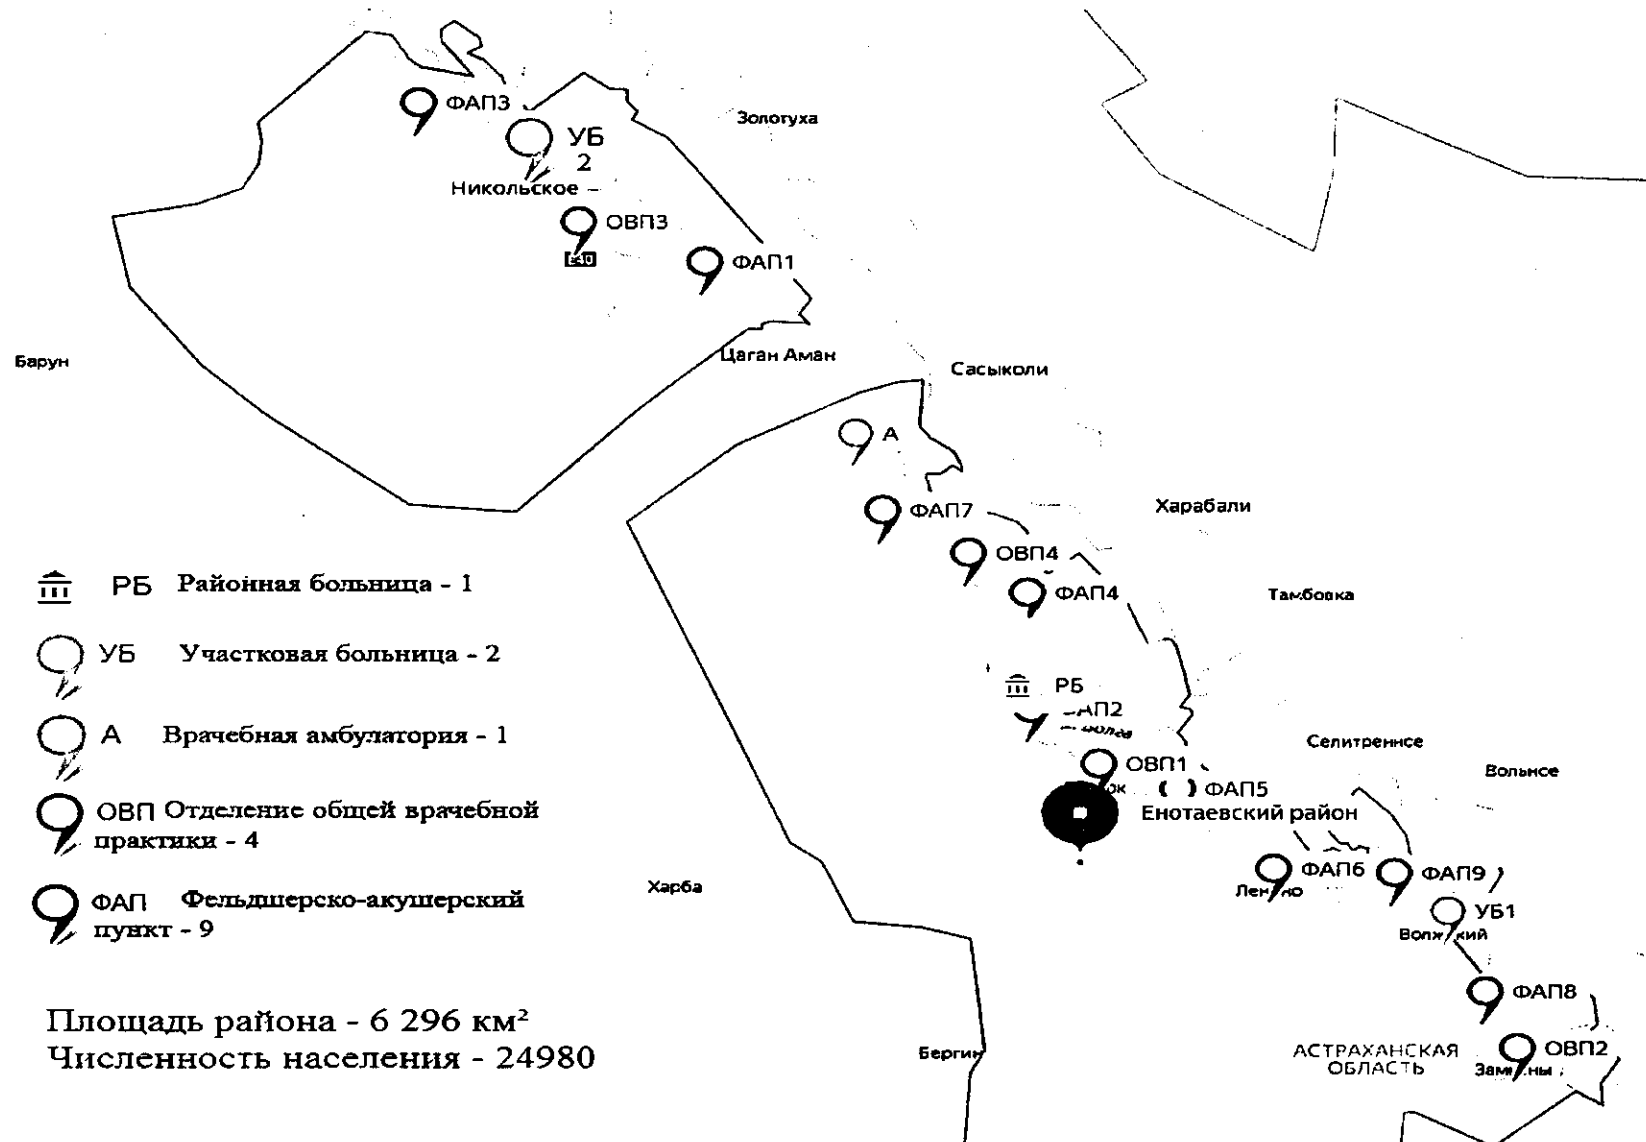 ФАП3
Золотуха
УБ
2
Никольское
ОВП3
E40
ФАП1
Барун
Цаган Аман
Сасыколи
А
ФАП7
Харабали
ОВП4
ФАП4
Тамбовка
РБ Районная больница - 1
УБ Участковая больница - 2
РБ
Селитренное
А Врачебная амбулатория - 1
ОВП1
Вольнсе
ФАП5
ОВП Отделение общей врачебной
практики - 4
Енотаевский район
ФАП6
ФАП9
Харба
ФАП Фельдшерско-акушерский
пункт - 9
УБ1
ФАП8
Площадь района - 6 296 км²
Численность населения - 24980
Бергин
АСТРАХАНСКАЯ
ОБЛАСТЬ
ОВП2